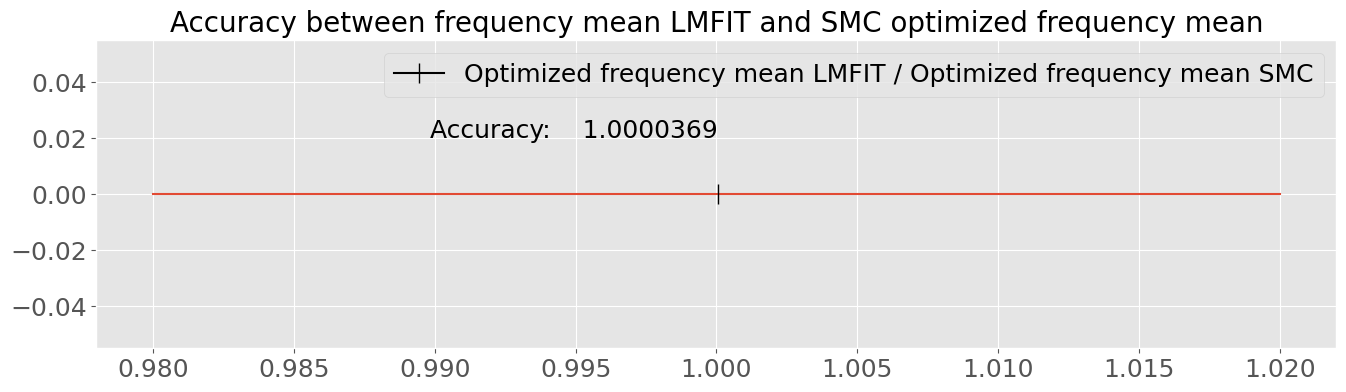 Accuracy between frequency mean LMFIT and SMC optimized frequency mean
Optimized frequency mean LMFIT / Optimized frequency mean SMC
Accuracy: 1.0000369
0.04
0.02
0.00
−0.02
−0.04
0.980 0.985 0.990 0.995 1.000 1.005 1.010 1.015 1.020